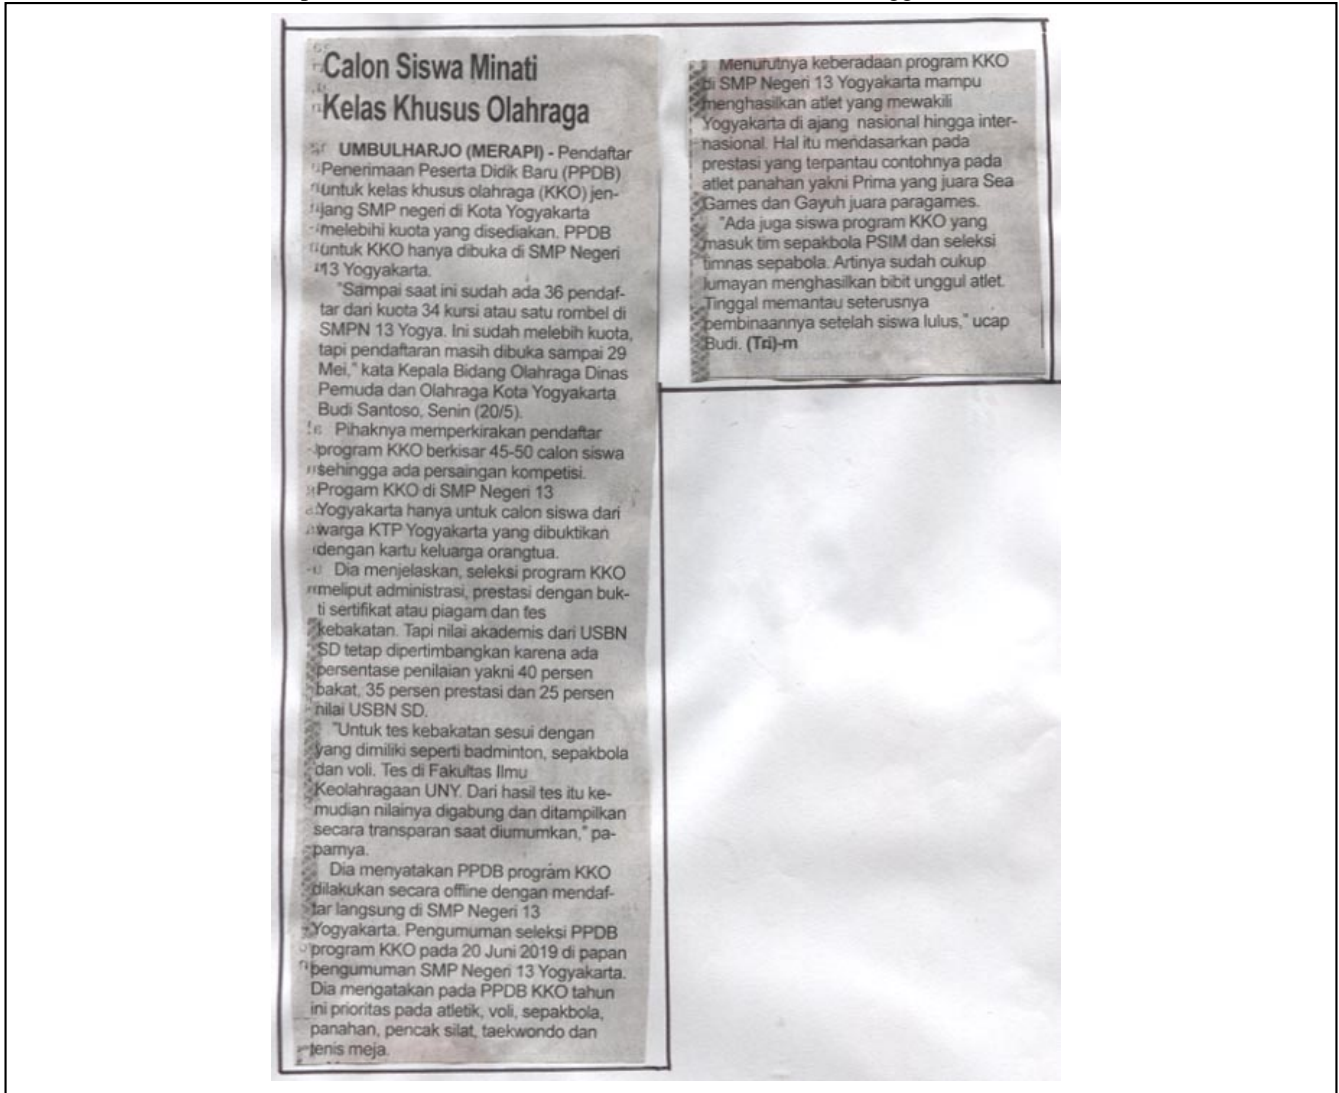 Calon Siswa Minati
Kelas Khusus Olahraga
UMBULHARJO (MERAPI) - Pendaftar
Penerimaan Peserta Didik Baru (PPDB)
untuk kelas khusus olahraga (KKO) jen-
jang SMP negeri di Kota Yogyakarta
melebihi kuota yang disediakan. PPDB
untuk KKO hanya dibuka di SMP Negeri
13 Yogyakarta.
"Sampai saat ini sudah ada 36 pendaf-
tar dari kuota 34 kursi atau satu rombel di
SMPN 13 Yogya. Ini sudah melebih kuota,
tapi pendaftaran masih dibuka sampai 29
Mei," kata Kepala Bidang Olahraga Dinas
Pemuda dan Olahraga Kota Yogyakarta
Budi Santoso, Senin (20/5).
Pihaknya memperkirakan pendaftar
program KKO berkisar 45-50 calon siswa
sehingga ada persaingan kompetisi.
Progam KKO di SMP Negeri 13
Yogyakarta hanya untuk calon siswa dari
warga KTP Yogyakarta yang dibuktikan
dengan kartu keluarga orangtua.
Dia menjelaskan, seleksi program KKO
meliput administrasi, prestasi dengan buk-
ti sertifikat atau piagam dan tes
kebakatan. Tapi nilai akademis dari USBN
SD tetap dipertimbangkan karena ada
persentase penilaian yakni 40 persen
bakat, 35 persen prestasi dan 25 persen
nilai USBN SD.
"Untuk tes kebakatan sesui dengan
yang dimiliki seperti badminton, sepakbola
dan voli. Tes di Fakultas Ilmu
Keolahragaan UNY. Dari hasil tes itu ke-
mudian nilainya digabung dan ditampilkan
secara transparan saat diumumkan," pa-
parnya.
Dia menyatakan PPDB program KKO
dilakukan secara offline dengan mendaf-
tar langsung di SMP Negeri 13
Yogyakarta. Pengumuman seleksi PPDB
program KKO pada 20 Juni 2019 di papan
pengumuman SMP Negeri 13 Yogyakarta.
Dia mengatakan pada PPDB KKO tahun
ini prioritas pada atletik, voli, sepakbola,
panahan, pencak silat, taekwondo dan
tenis meja.
Menurutnya keberadaan program KKO
di SMP Negeri 13 Yogyakarta mampu
menghasilkan atlet yang mewakili
Yogyakarta di ajang nasional hingga inter-
nasional. Hal itu mendasarkan pada
prestasi yang terpantau contohnya pada
atlet panahan yakni Prima yang juara Sea
Games dan Gayuh juara paragames.
"Ada juga siswa program KKO yang
masuk tim sepakbola PSIM dan seleksi
timnas sepabola. Artinya sudah cukup
lumayan menghasilkan bibit unggul atlet.
Tinggal memantau seterusnya
pembinaannya setelah siswa lulus," ucap
Budi. (Tri)-m